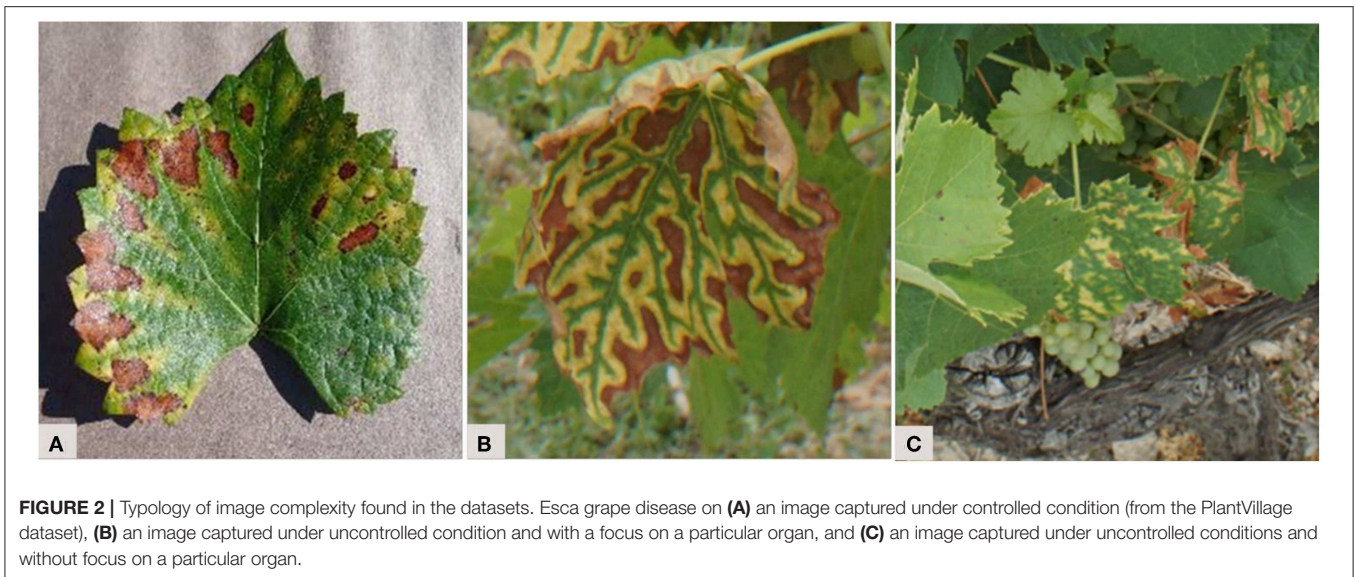 A
B
C
FIGURE 2 | Typology of image complexity found in the datasets. Esca grape disease on (A) an image captured under controlled condition (from the PlantVillage
dataset), (B) an image captured under uncontrolled condition and with a focus on a particular organ, and (C) an image captured under uncontrolled conditions and
without focus on a particular organ.